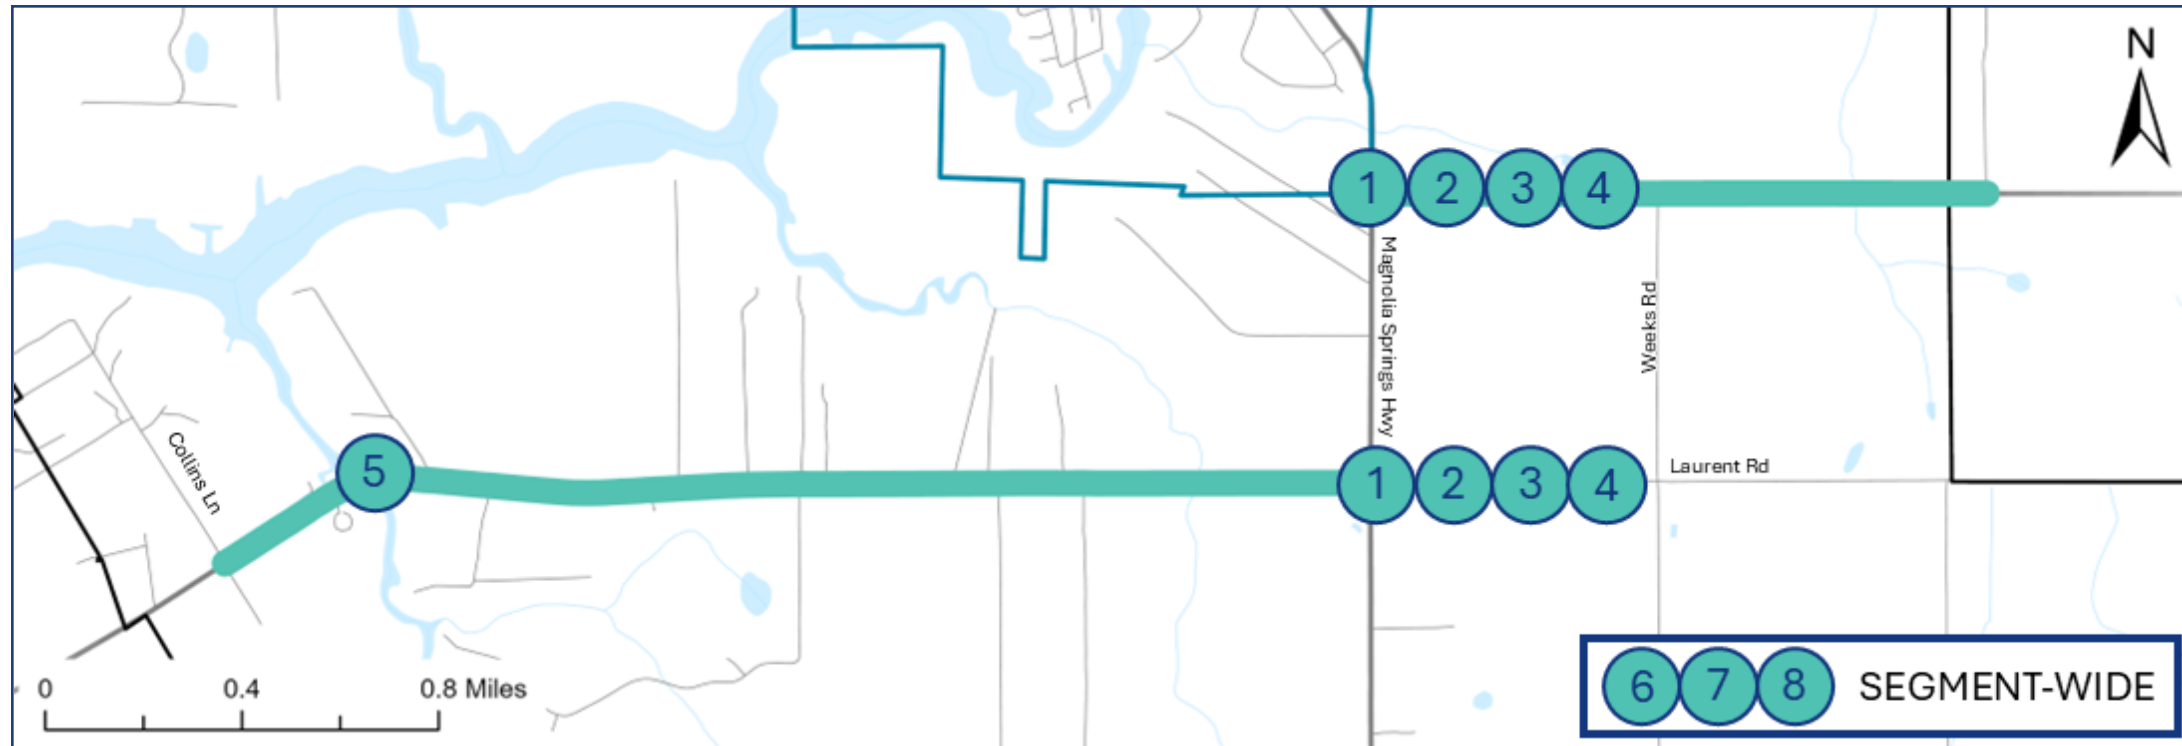 N
1 2 3 4
Magnolia Springs Hwy
Weeks Rd
Collins Ln
5
1 2 3 4
Laurent Rd
0 0.4 0.8 Miles
6 7 8 SEGMENT-WIDE